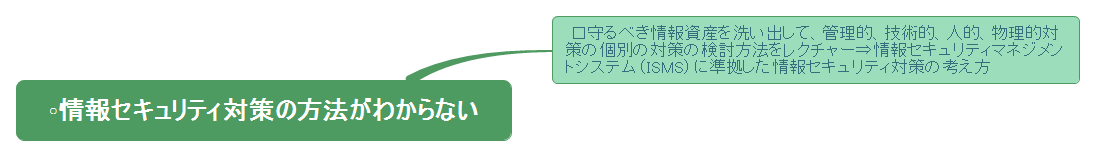 □守るべき情報資産を洗い出して、管理的、技術的、人的、物理的対
策の個別の対策の検討方法をレクチャー⇒情報セキュリティマネジメン
トシステム（ISMS）に準拠した情報セキュリティ対策の考え方
◦情報セキュリティ対策の方法がわからない